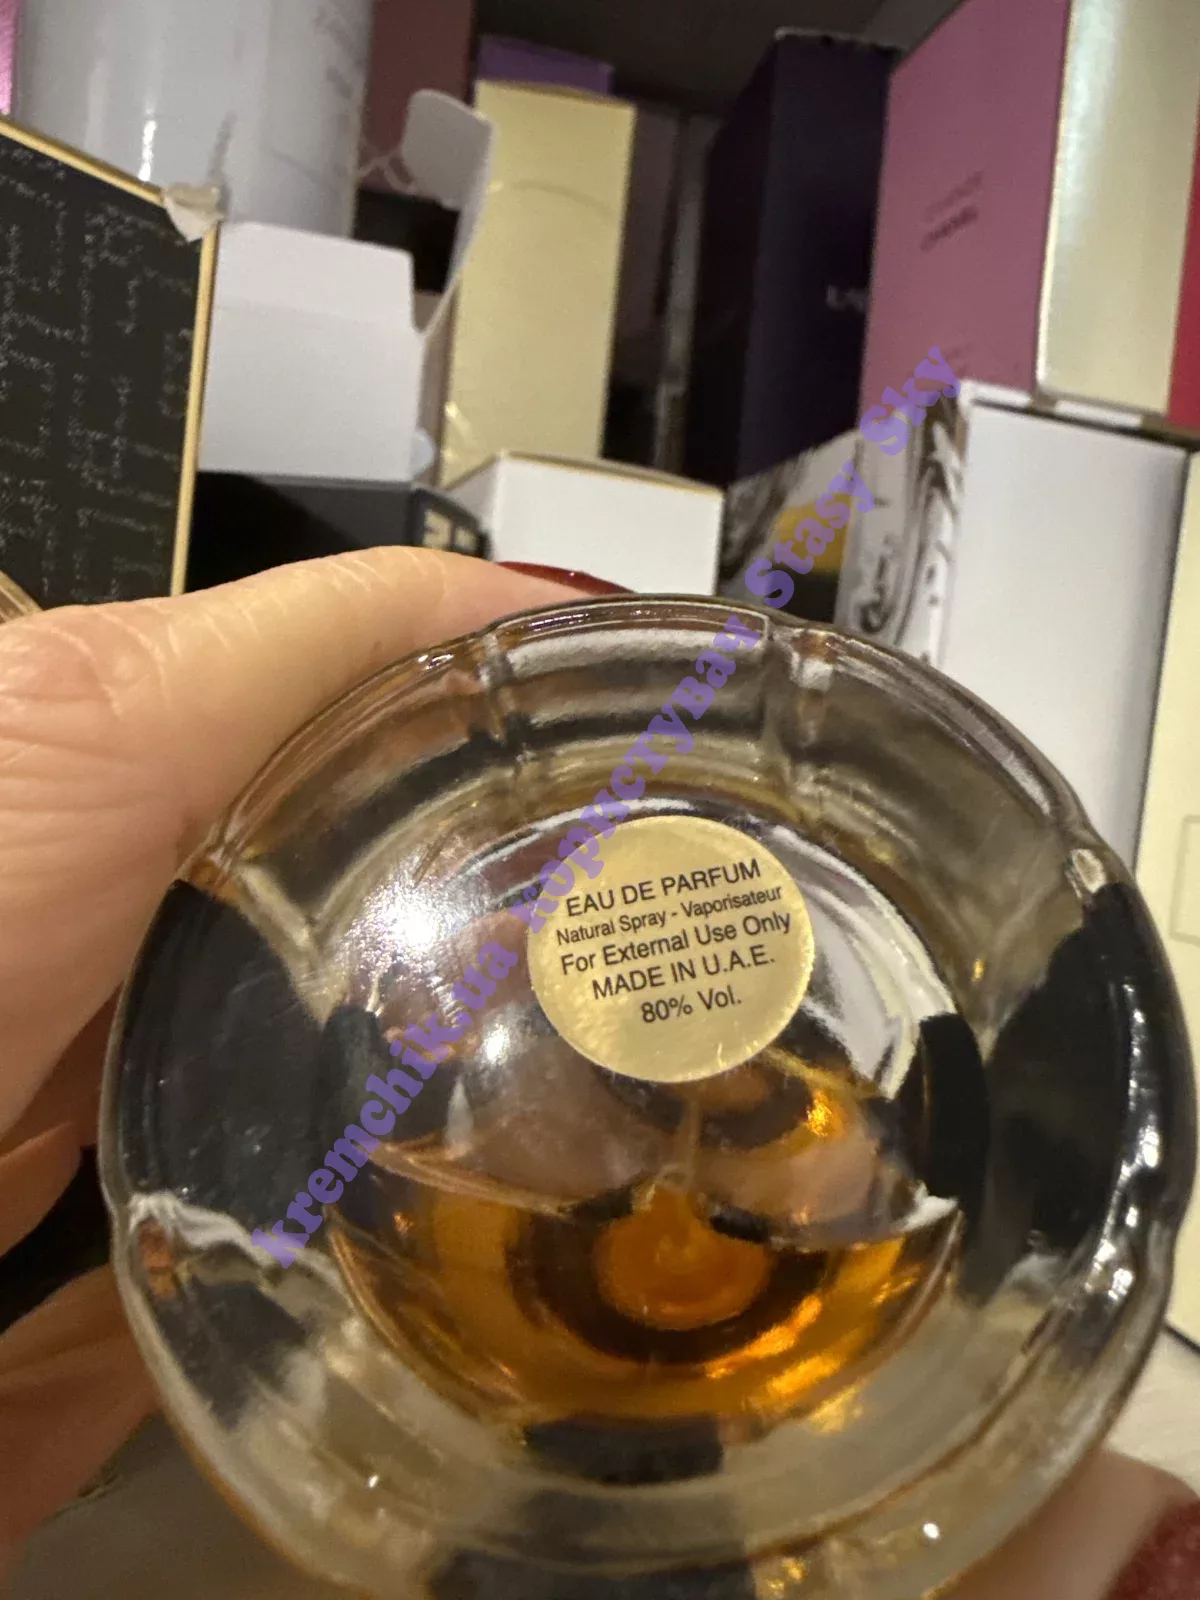 CHANEL
EAU DE PARFUM
Natural Spray - Vaporisateur
For External Use Only
MADE IN U.A.E.
80% Vol.
kremchik.ua користувач Stasy Sky